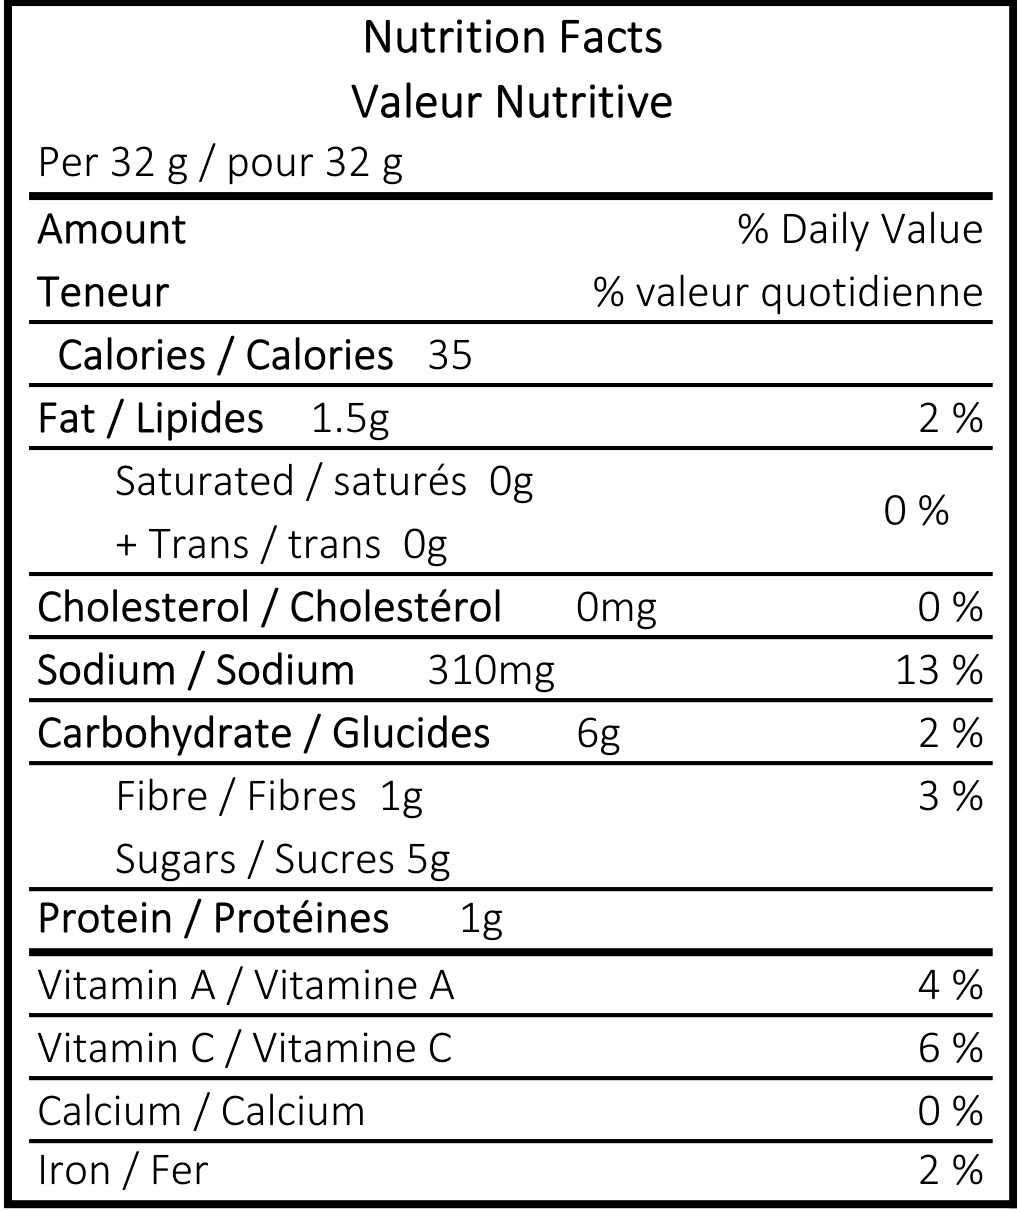 Nutrition Facts
Valeur Nutritive
Per 32 g / pour 32 g
Amount % Daily Value
Teneur % valeur quotidienne
Calories / Calories 35
Fat / Lipides 1.5g 2 %
Saturated / saturés 0g
0 %
+ Trans / trans 0g
Cholesterol / Cholestérol 0mg 0 %
Sodium / Sodium 310mg 13 %
Carbohydrate / Glucides 6g 2 %
Fibre / Fibres 1g 3 %
Sugars / Sucres 5g
Protein / Protéines 1g
Vitamin A / Vitamine A 4 %
Vitamin C / Vitamine C 6 %
Calcium / Calcium 0 %
Iron / Fer 2 %